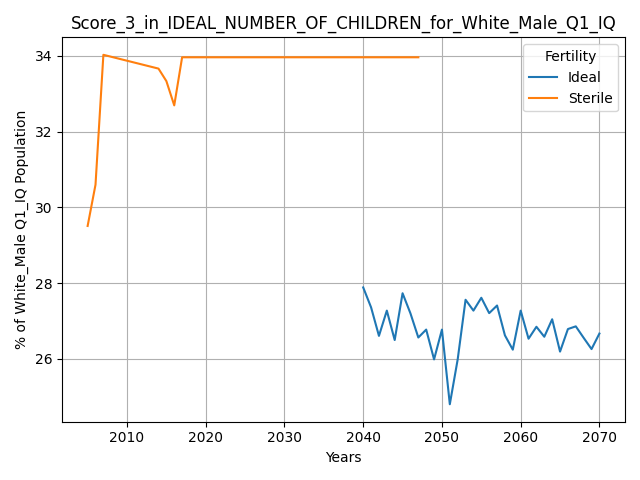 Score_3_in_IDEAL_NUMBER_OF_CHILDREN_for_White_Male_Q1_IQ
Fertility
Ideal
Sterile
% of White_Male Q1_IQ Population
34
32
30
28
26
2010
2020
2030
2040
2050
2060
2070
Years